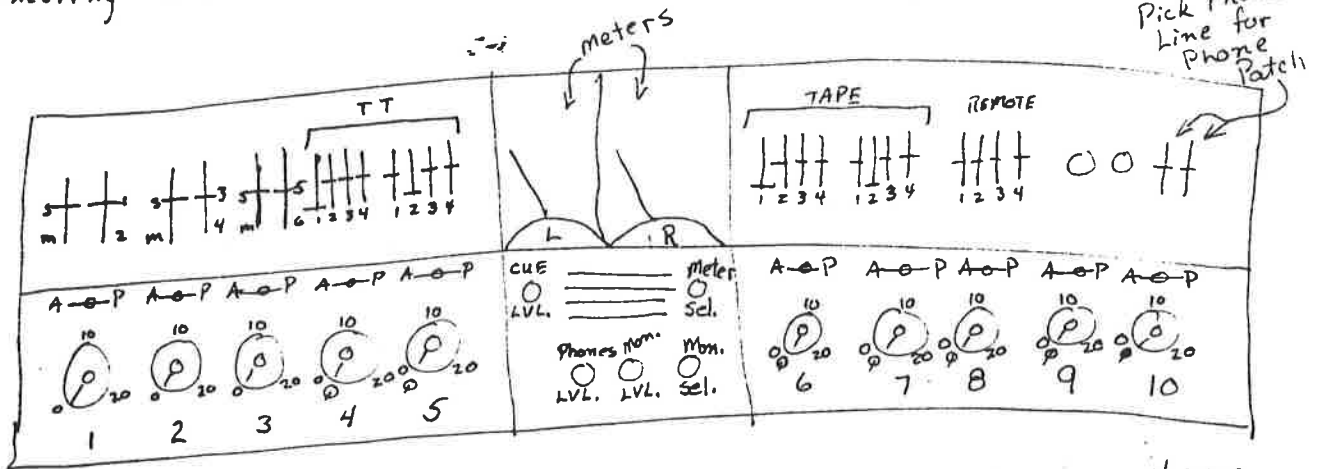 meters
Pick
Line for
Phone
Patch
TT
TAPE
REMOTE
S 1
m 2
S 3
m 4
S 5
m 6
1 2 3 4
1 2 3 4
L
R
1 2 3 4
1 2 3 4
1 2 3 4
A P
A P
A P
A P
A P
CUE
LVL.
Meter
Sel.
A P
A P
A P
A P
A P
0 10 20
0 10 20
0 10 20
0 10 20
0 10 20
Phones
LVL.
Mon.
LVL.
Mon.
Sel.
0 10 20
0 10 20
0 10 20
0 10 20
0 10 20
1
2
3
4
5
6
7
8
9
10